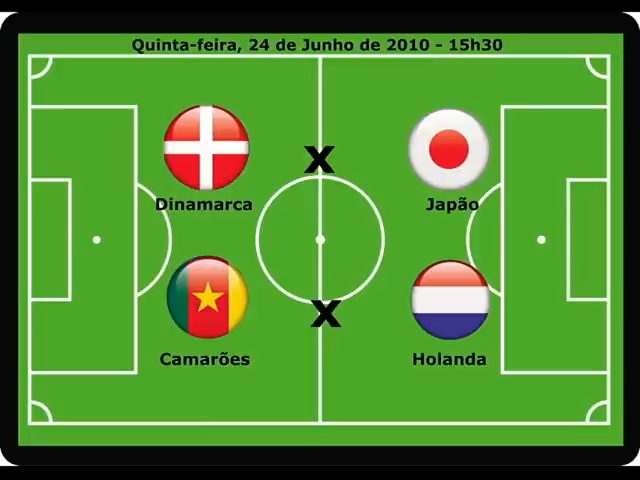 Quinta-feira, 24 de Junho de 2010 - 15h30
X
Dinamarca Japão
X
Camarões Holanda